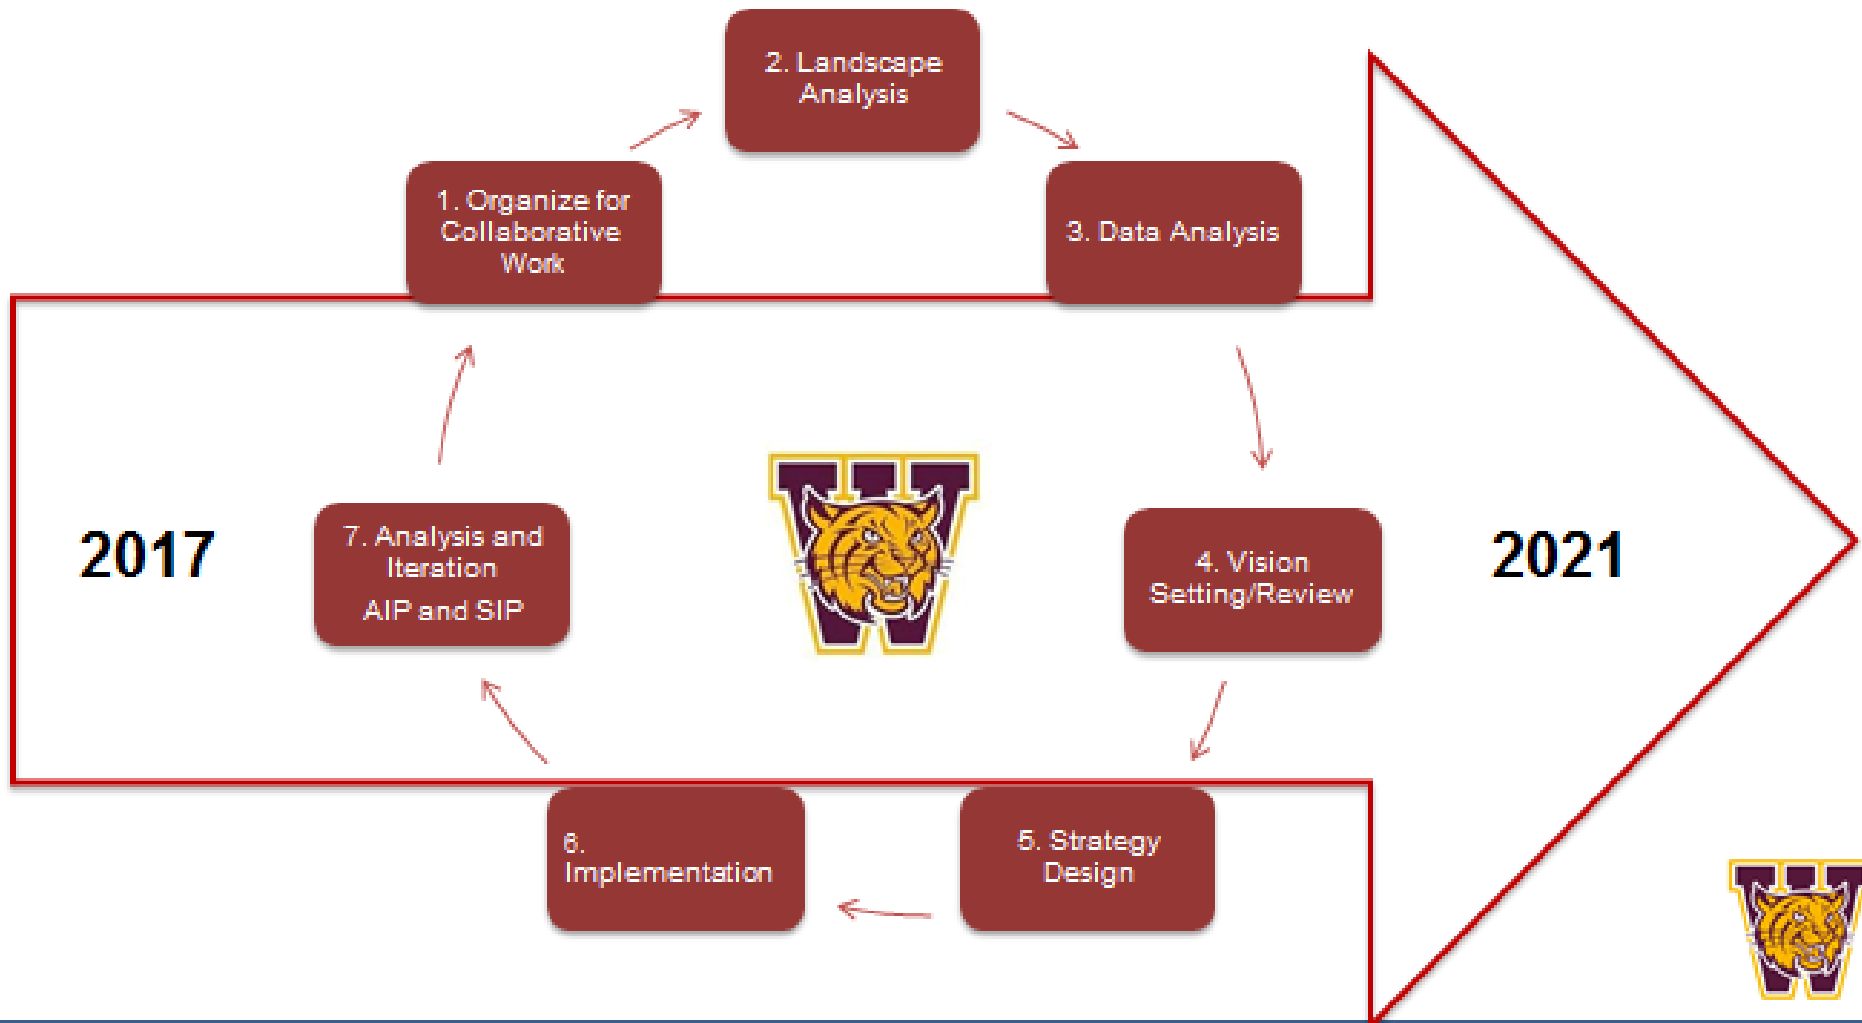 2. Landscape
Analysis
1. Organize for
Collaborative
Work
3. Data Analysis
2017
7. Analysis and
Iteration
AIP and SIP
W
4. Vision
Setting/Review
2021
6.
Implementation
5. Strategy
Design
W